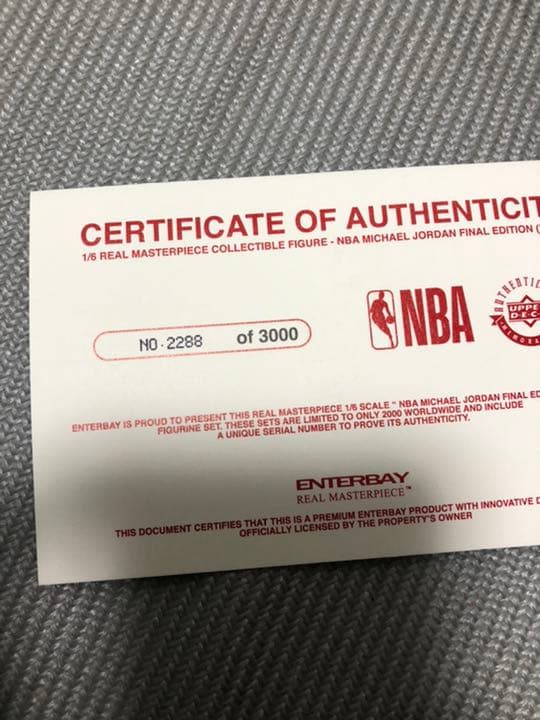 CERTIFICATE OF AUTHENTICIT
1/6 REAL MASTERPIECE COLLECTIBLE FIGURE - NBA MICHAEL JORDAN FINAL EDITION (
NO.2288 of 3000
NBA
AUTHENTIC
UPPE
D·E·C·
ENTERBAY IS PROUD TO PRESENT THIS REAL MASTERPIECE 1/6 SCALE " NBA MICHAEL JORDAN FINAL ED
FIGURINE SET. THESE SETS ARE LIMITED TO ONLY 2000 WORLDWIDE AND INCLUDE
A UNIQUE SERIAL NUMBER TO PROVE ITS AUTHENTICITY.
ENTERBAY
REAL MASTERPIECE™
THIS DOCUMENT CERTIFIES THAT THIS IS A PREMIUM ENTERBAY PRODUCT WITH INNOVATIVE D
OFFICIALLY LICENSED BY THE PROPERTY'S OWNER